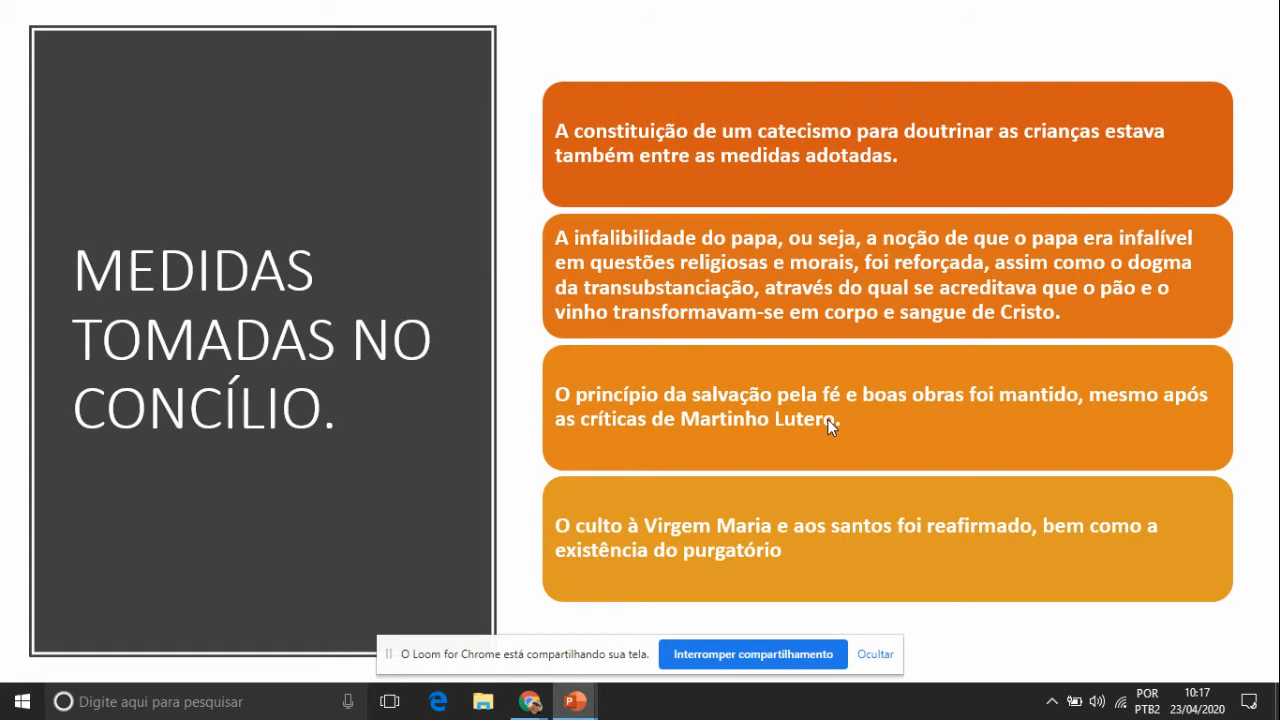 MEDIDAS
TOMADAS NO
CONCÍLIO.
A constituição de um catecismo para doutrinar as crianças estava
também entre as medidas adotadas.
A infalibilidade do papa, ou seja, a noção de que o papa era infalível
em questões religiosas e morais, foi reforçada, assim como o dogma
da transubstanciação, através do qual se acreditava que o pão e o
vinho transformavam-se em corpo e sangue de Cristo.
O princípio da salvação pela fé e boas obras foi mantido, mesmo após
as críticas de Martinho Lutero.
O culto à Virgem Maria e aos santos foi reafirmado, bem como a
existência do purgatório
O Loom for Chrome está compartilhando sua tela.
Interromper compartilhamento
Ocultar
Digite aqui para pesquisar
POR
PTB2
10:17
23/04/2020